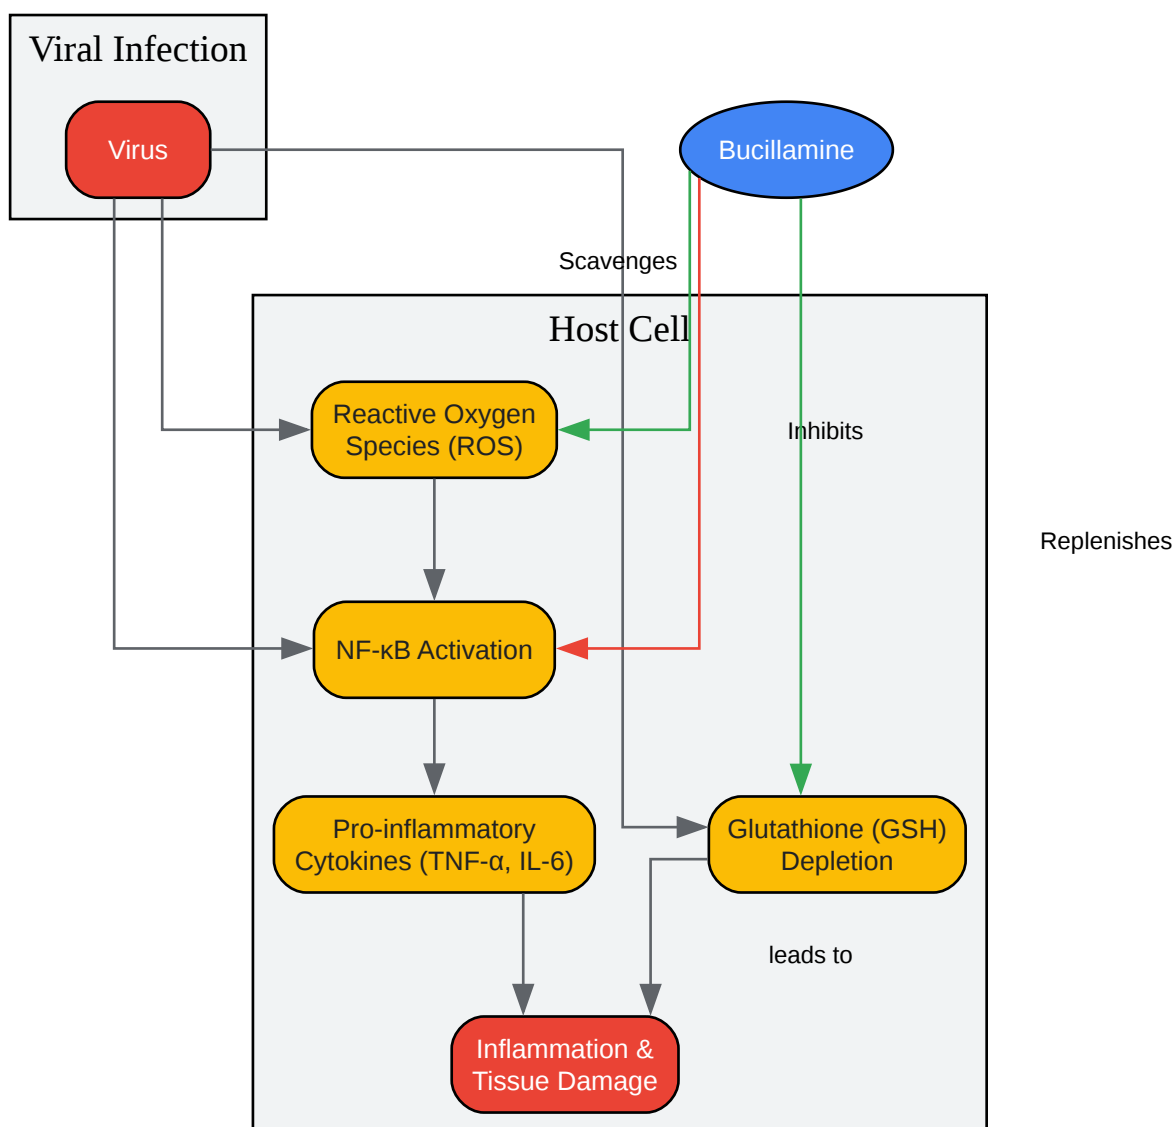 Viral Infection
Virus
Bucillamine
Scavenges
Host Cell
Reactive Oxygen
Species (ROS)
Inhibits
Replenishes
NF-κB Activation
Pro-inflammatory
Cytokines (TNF-α, IL-6)
Glutathione (GSH)
Depletion
leads to
Inflammation &
Tissue Damage